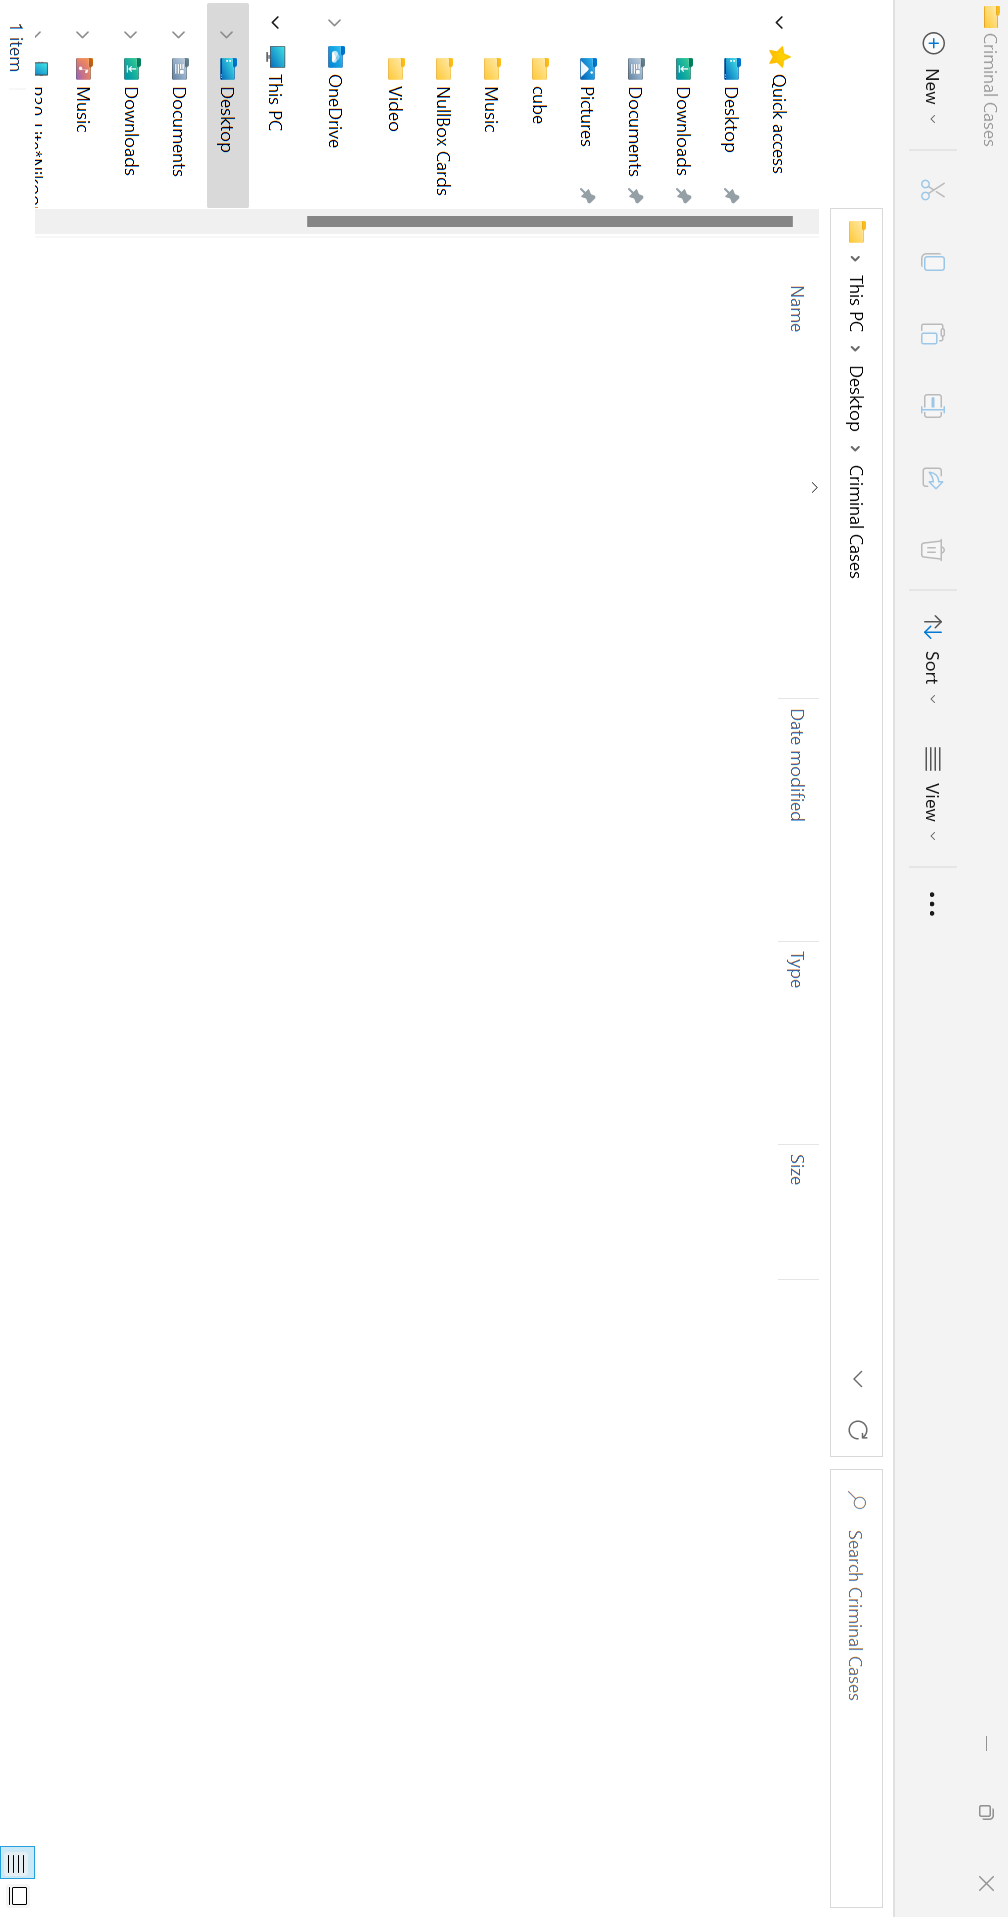 Criminal Cases
New
Sort
View
This PC
Desktop
Criminal Cases
Search Criminal Cases
Name
Date modified
Type
Size
Quick access
Desktop
Downloads
Documents
Pictures
cube
Music
NullBox Cards
Video
OneDrive
This PC
Desktop
Documents
Downloads
Music
1 item